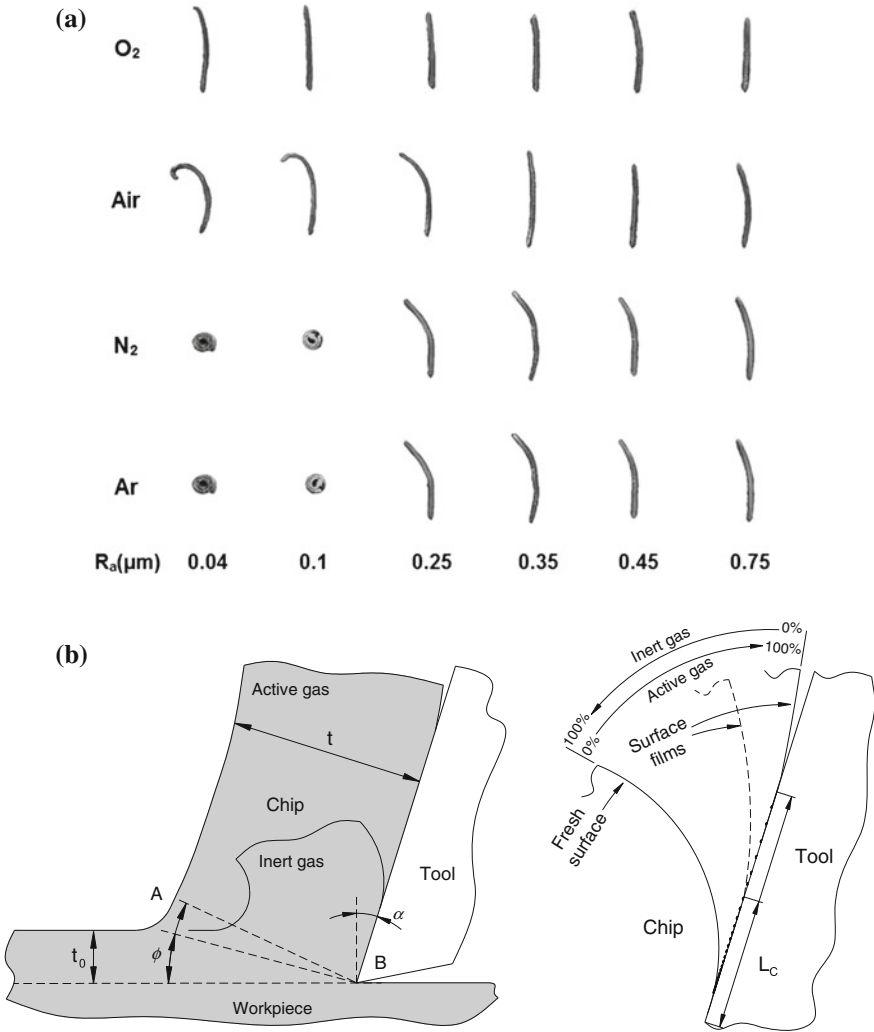 (a)
O₂
Air
N₂
Ar
Rₐ(μm) 0.04 0.1 0.25 0.35 0.45 0.75
(b)
Active gas
t
Chip
Inert gas
Tool
A
α
t₀
ϕ
B
Workpiece
Inert gas
0%
100%
Active gas
100%
0%
Surface
films
Fresh
surface
Tool
Chip
L_C